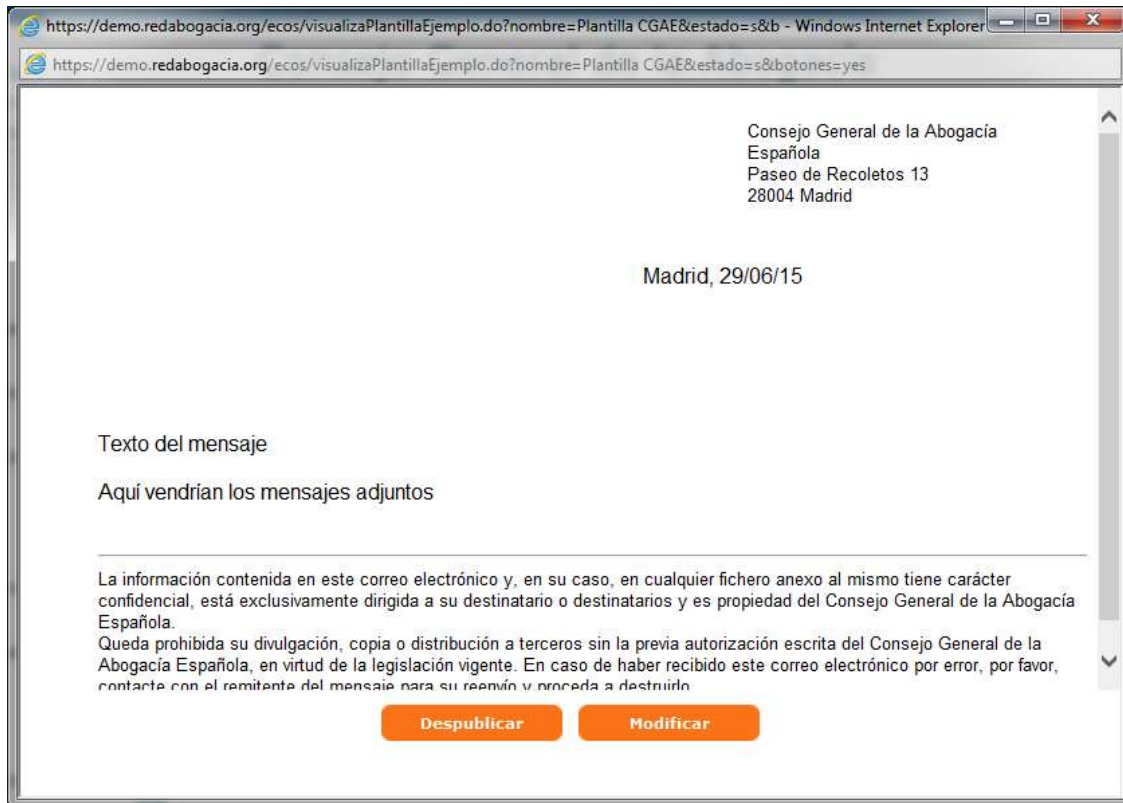 https://demo.redabogacia.org/ecos/visualizaPlantillaEjemplo.do?nombre=Plantilla CGAE&estado=s&b - Windows Internet Explorer
https://demo.redabogacia.org/ecos/visualizaPlantillaEjemplo.do?nombre=Plantilla CGAE&estado=s&botones=yes
Consejo General de la Abogacía
Española
Paseo de Recoletos 13
28004 Madrid
Madrid, 29/06/15
Texto del mensaje
Aquí vendrían los mensajes adjuntos
La información contenida en este correo electrónico y, en su caso, en cualquier fichero anexo al mismo tiene carácter
confidencial, está exclusivamente dirigida a su destinatario o destinatarios y es propiedad del Consejo General de la Abogacía
Española.
Queda prohibida su divulgación, copia o distribución a terceros sin la previa autorización escrita del Consejo General de la
Abogacía Española, en virtud de la legislación vigente. En caso de haber recibido este correo electrónico por error, por favor,
contacte con el remitente del mensaje para su reenvío y proceda a destruirlo
Despublicar Modificar